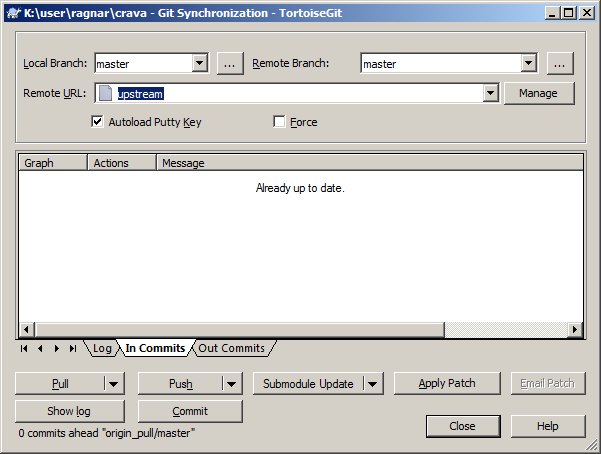 K:\user\ragnar\crava - Git Synchronization - TortoiseGit
Local Branch: master ... Remote Branch: master ...
Remote URL: upstream Manage
Autoload Putty Key Force
Graph Actions Message
Already up to date.
Log In Commits Out Commits
Pull Push Submodule Update Apply Patch Email Patch
Show log Commit
0 commits ahead "origin_pull/master" Close Help